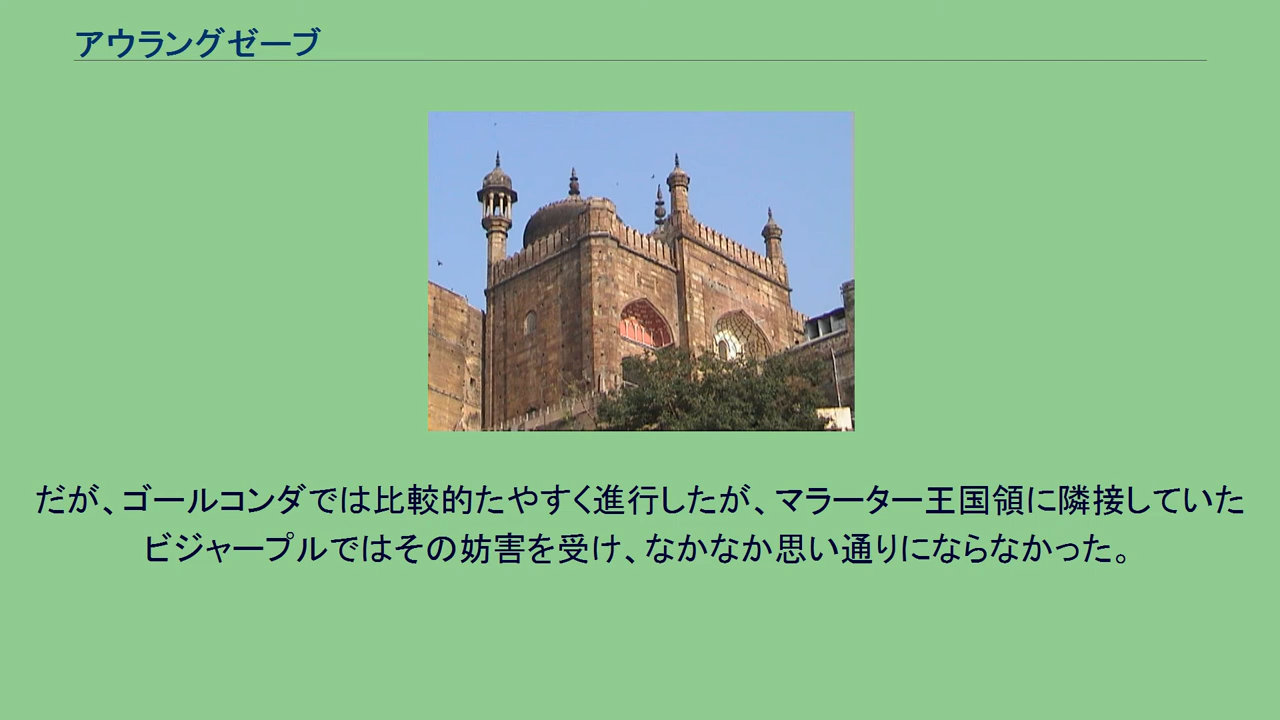 アウラングゼーブ
だが、ゴールコンダでは比較的たやすく進行したが、マラーター王国領に隣接していた
ビジャープルではその妨害を受け、なかなか思い通りにならなかった。